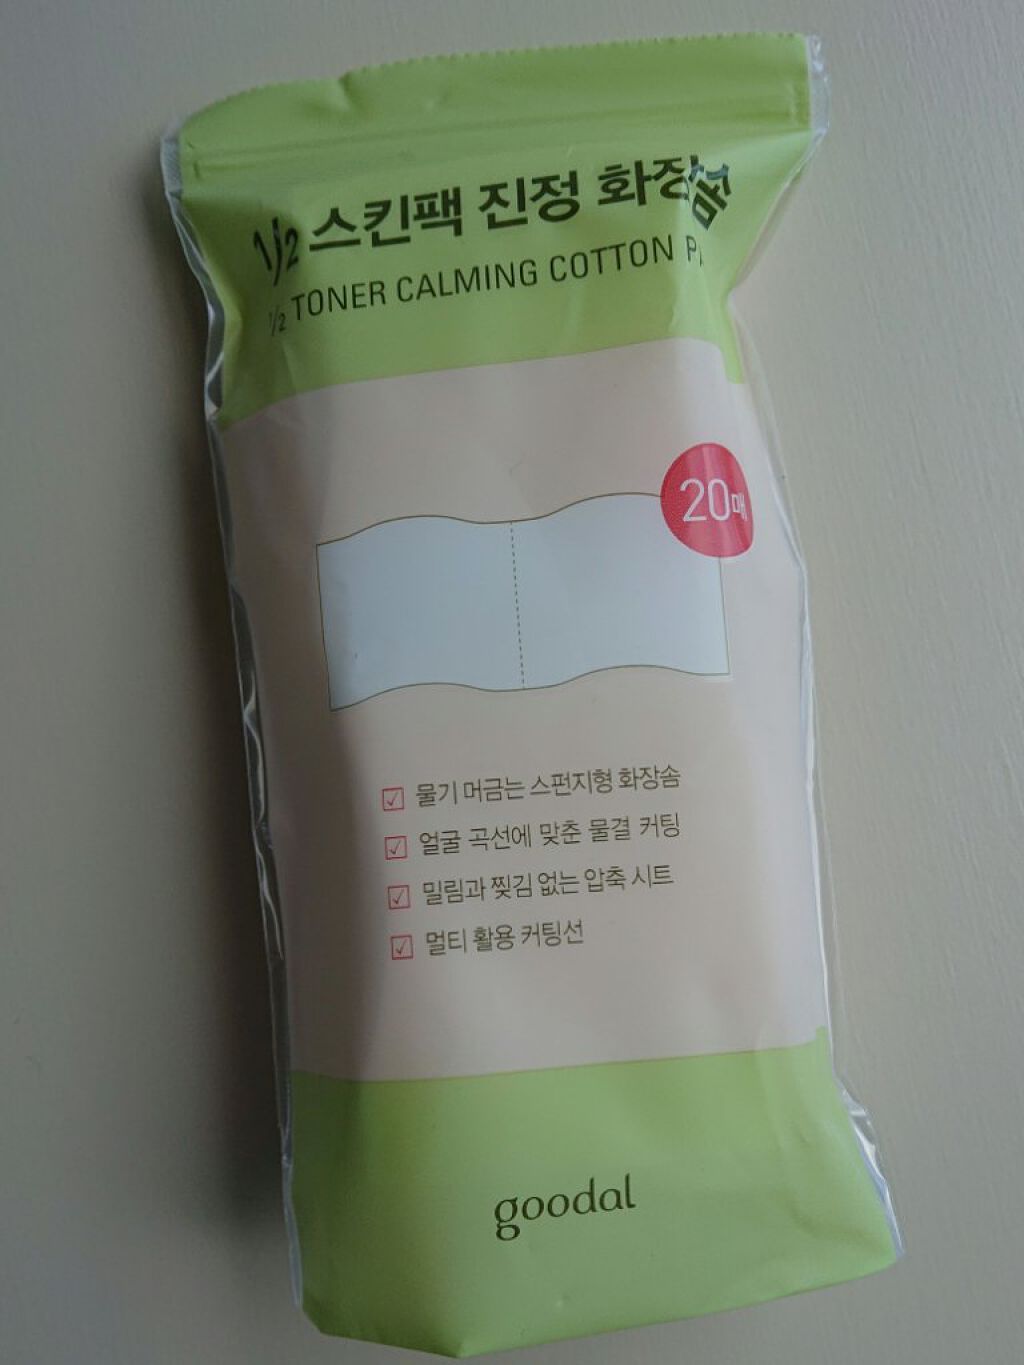 1/2 스킨팩 진정 화장솜
1/2 TONER CALMING COTTON
20매
물기 머금는 스펀지형 화장솜
얼굴 곡선에 맞춘 물결 커팅
밀림과 찢김 없는 압축 시트
멀티 활용 커팅선
goodal